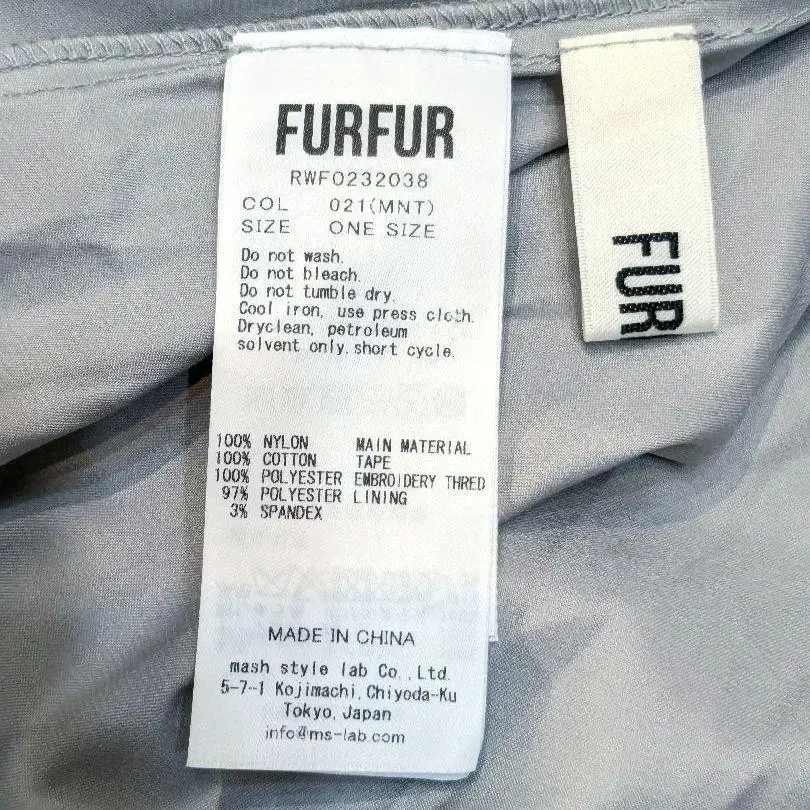 FURFUR
RWF0232038
COL 021(MNT)
SIZE ONE SIZE
Do not wash.
Do not bleach.
Do not tumble dry.
Cool iron, use press cloth.
Dryclean, petroleum
solvent only. short cycle.
100% NYLON MAIN MATERIAL
100% COTTON TAPE
100% POLYESTER EMBROIDERY THRED
97% POLYESTER LINING
3% SPANDEX
MADE IN CHINA
mash style lab Co., Ltd.
5-7-1 Kojimachi, Chiyoda-Ku
Tokyo, Japan
info@ms-lab.com
FUR